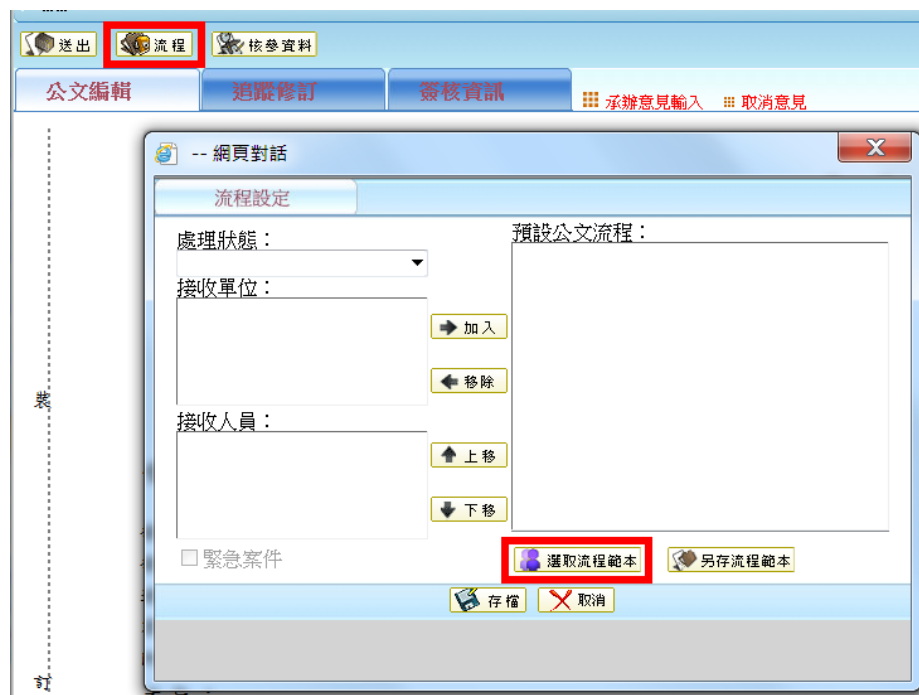 送出 流程 核參資料
公文編輯 追蹤修訂 簽核資訊 承辦意見輸入 取消意見
-- 網頁對話
流程設定
處理狀態：
預設公文流程：
接收單位：
加入
移除
裝
接收人員：
上移
下移
緊急案件
選取流程範本 另存流程範本
存檔 取消
訂